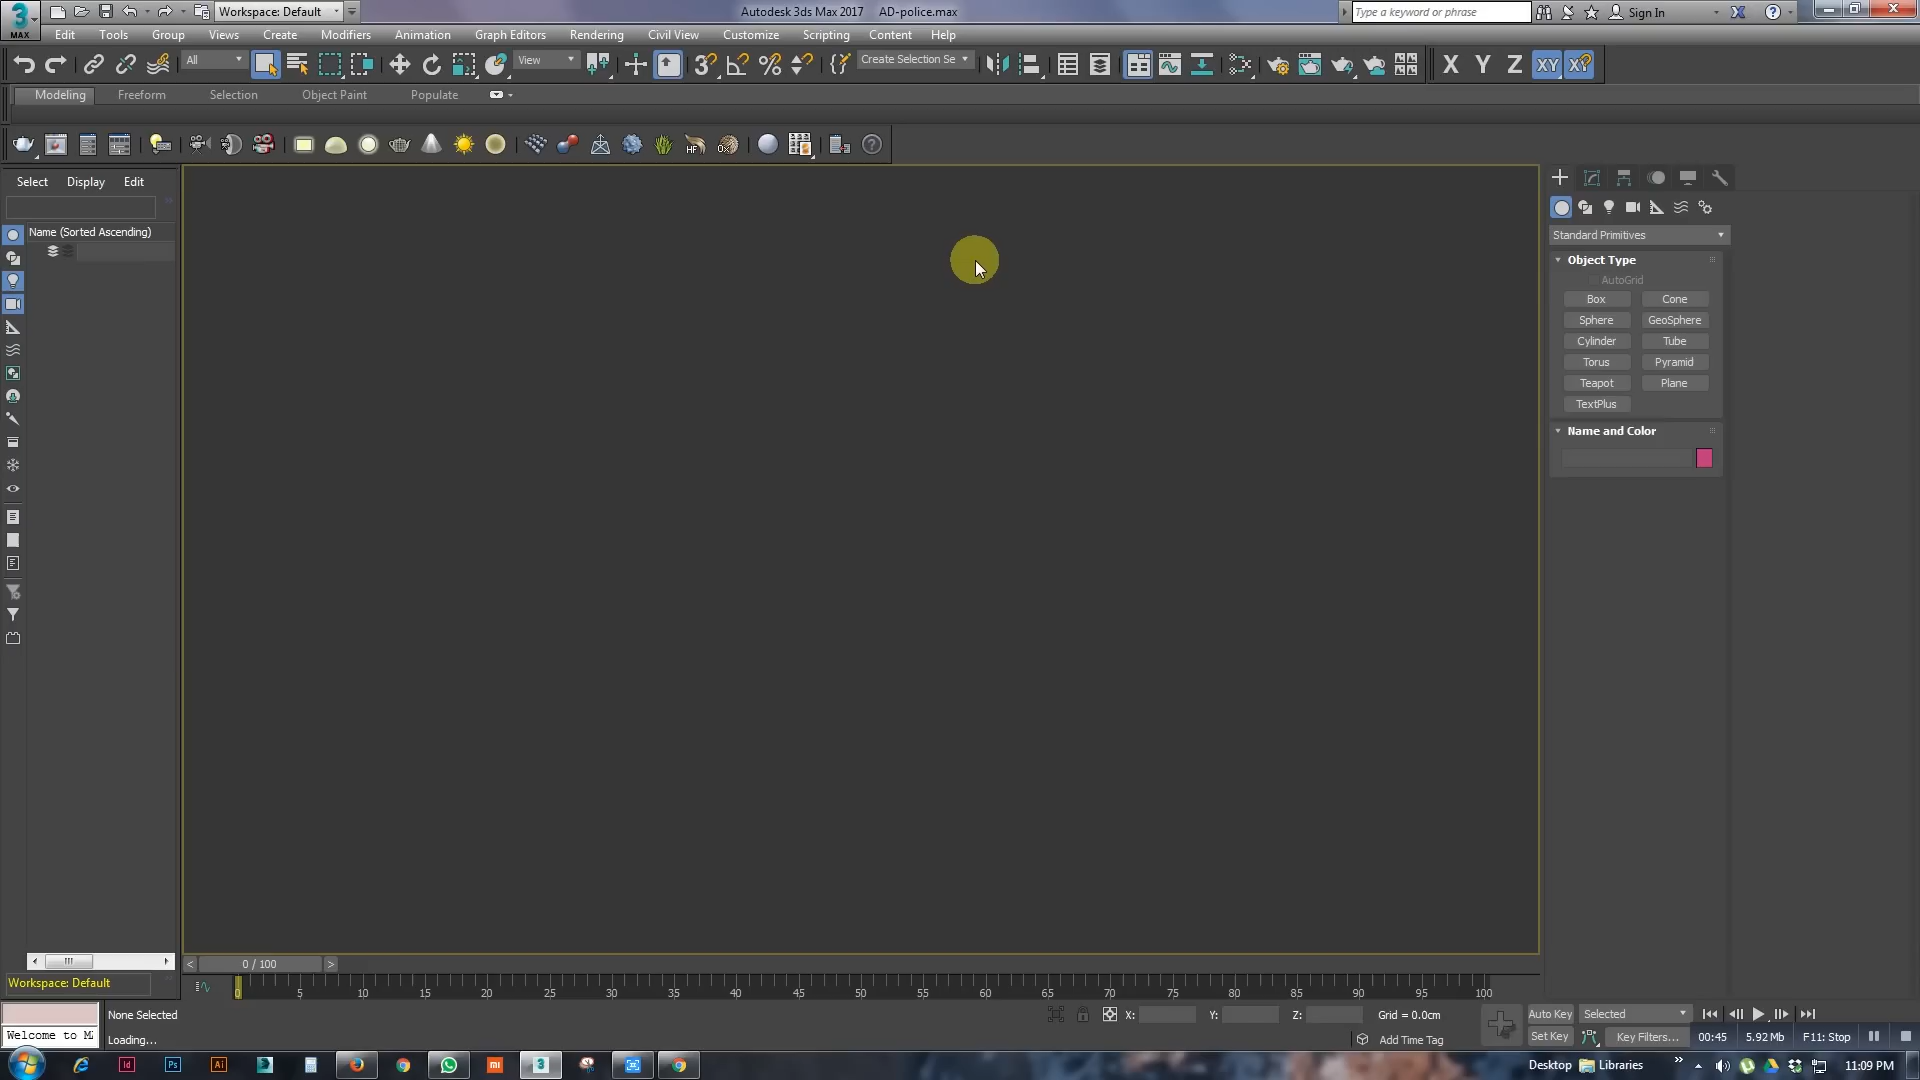 Workspace: Default
Autodesk 3ds Max 2017 AD-police.max
Type a keyword or phrase
Sign In
MAX
Edit Tools Group Views Create Modifiers Animation Graph Editors Rendering Civil View Customize Scripting Content Help
All
View
Create Selection Se
X Y Z XY
Modeling Freeform Selection Object Paint Populate
Select Display Edit
Name (Sorted Ascending)
Standard Primitives
Object Type
AutoGrid
Box Cone
Sphere GeoSphere
Cylinder Tube
Torus Pyramid
Teapot Plane
TextPlus
Name and Color
0 / 100
Workspace: Default
0 5 10 15 20 25 30 35 40 45 50 55 60 65 70 75 80 85 90 95 100
None Selected
X: Y: Z: Grid = 0.0cm
Auto Key Selected
Welcome to M
Loading...
Add Time Tag
Set Key Key Filters...
00:45 5.92 Mb F11: Stop
Desktop Libraries
11:09 PM